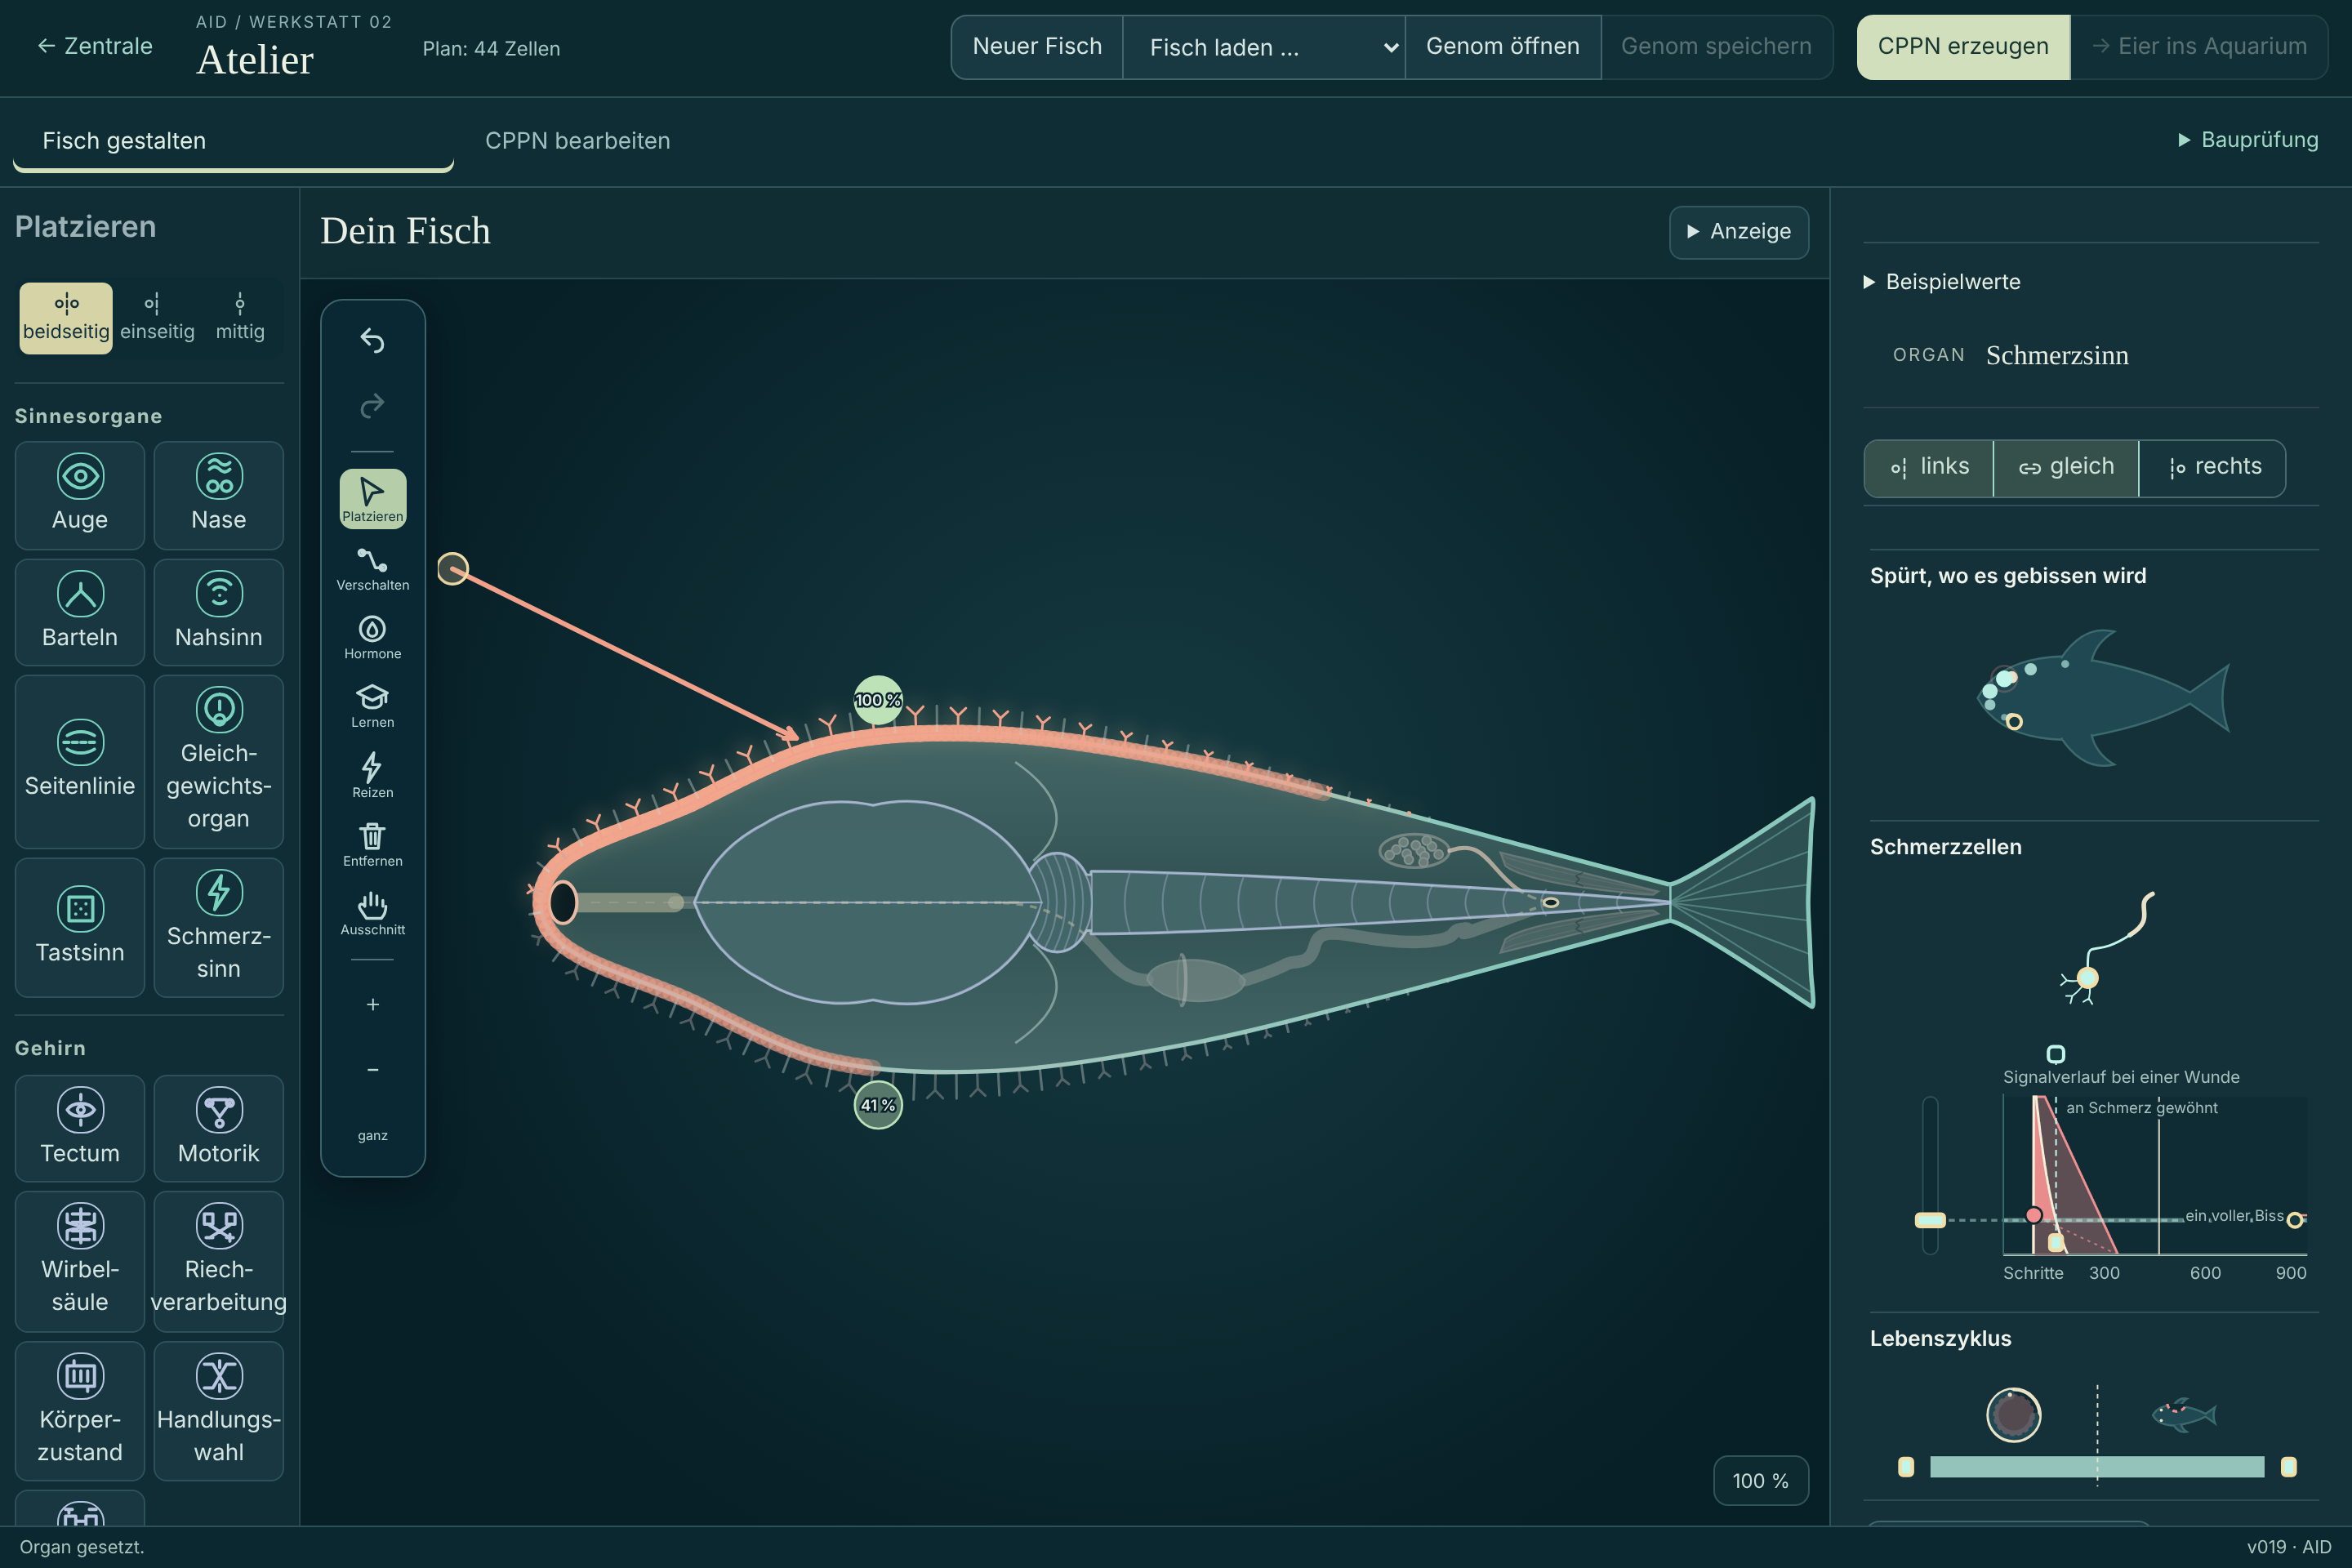 ← Zentrale
AID / WERKSTATT 02
Atelier
Plan: 44 Zellen
Neuer Fisch
Fisch laden ...
Genom öffnen
Genom speichern
CPPN erzeugen
→ Eier ins Aquarium
Fisch gestalten
CPPN bearbeiten
▶ Bauprüfung
Platzieren
beidseitig
einseitig
mittig
Sinnesorgane
Auge
Nase
Barteln
Nahsinn
Seitenlinie
Gleich-
gewichts-
organ
Tastsinn
Schmerz-
sinn
Gehirn
Tectum
Motorik
Wirbel-
säule
Riech-
verarbeitung
Körper-
zustand
Handlungs-
wahl
Dein Fisch
▶ Anzeige
Platzieren
Verschalten
Hormone
Lernen
Reizen
Entfernen
Ausschnitt
+
−
ganz
100 %
41 %
100 %
▶ Beispielwerte
ORGAN Schmerzsinn
links
gleich
rechts
Spürt, wo es gebissen wird
Schmerzzellen
Signalverlauf bei einer Wunde
an Schmerz gewöhnt
ein voller Biss
Schritte 300 600 900
Lebenszyklus
Organ gesetzt.
v019 · AID